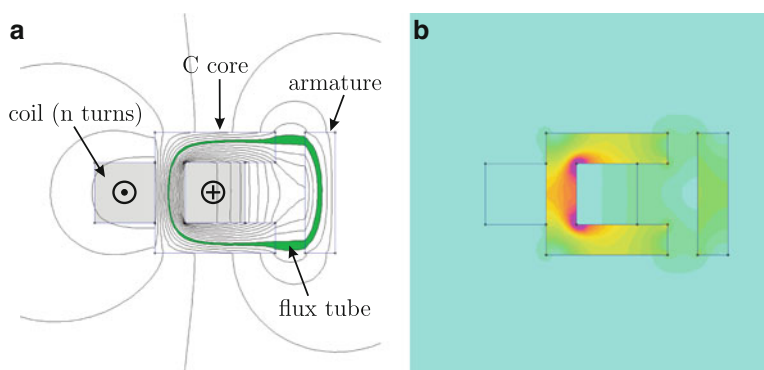 a
b
C core
armature
coil (n turns)
flux tube